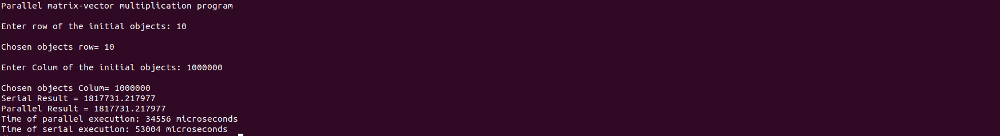 Parallel matrix-vector multiplication program
Enter row of the initial objects: 10
Chosen objects row= 10
Enter Colum of the initial objects: 1000000
Chosen objects Colum= 1000000
Serial Result = 1817731.217977
Parallel Result = 1817731.217977
Time of parallel execution: 34556 microseconds
Time of serial execution: 53004 microseconds